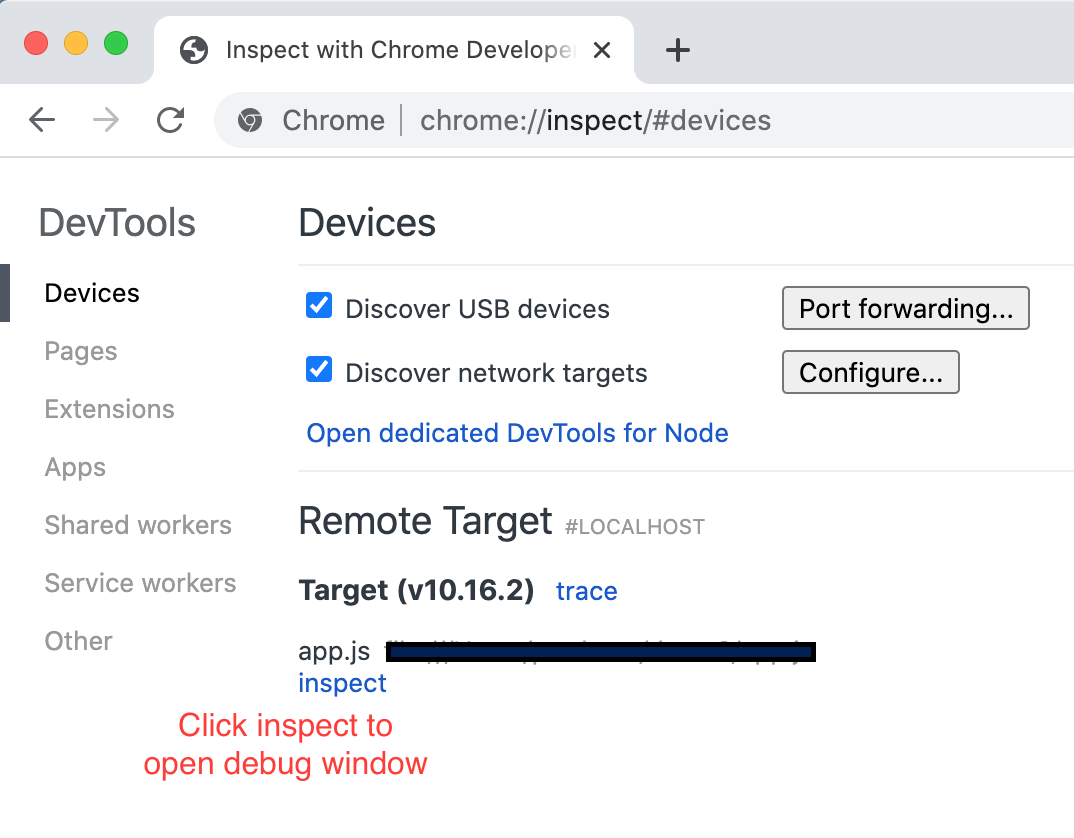 Inspect with Chrome Develope
Chrome | chrome://inspect/#devices
DevTools
Devices
Pages
Extensions
Apps
Shared workers
Service workers
Other
Devices
Discover USB devices
Port forwarding...
Discover network targets
Configure...
Open dedicated DevTools for Node
Remote Target #LOCALHOST
Target (v10.16.2) trace
app.js
inspect
Click inspect to
open debug window